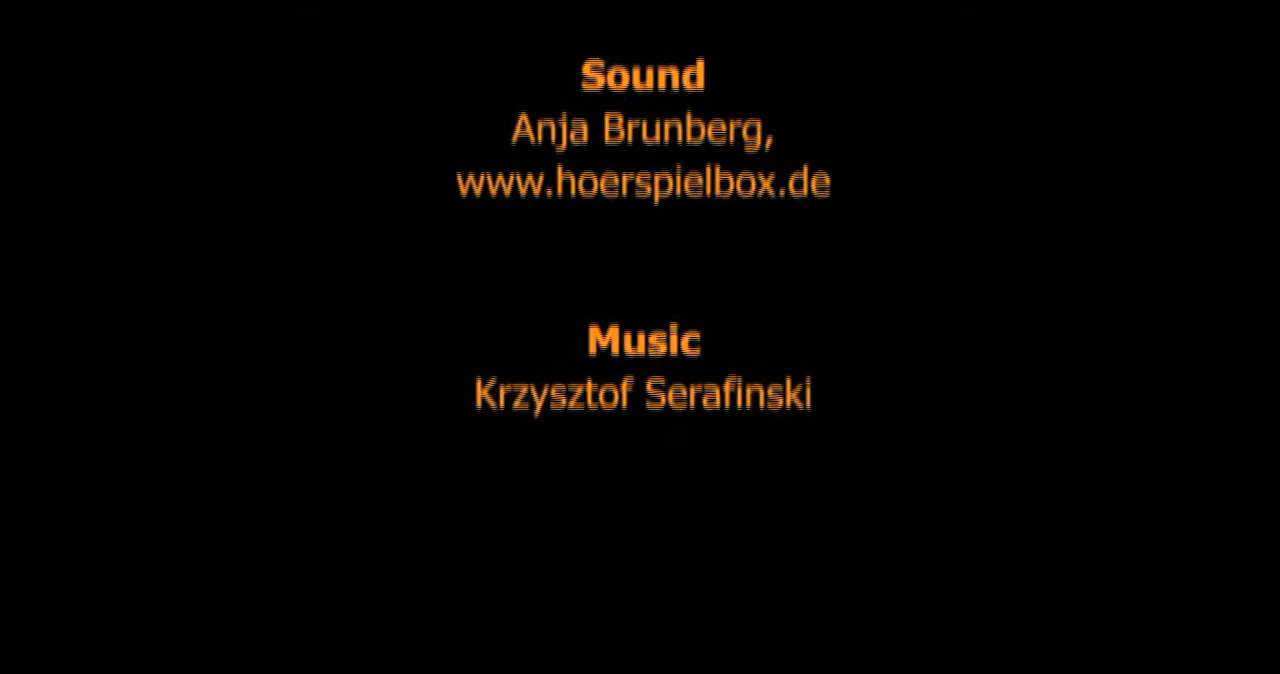 Sound
Anja Brunberg,
www.hoerspielbox.de
Music
Krzysztof Serafinski